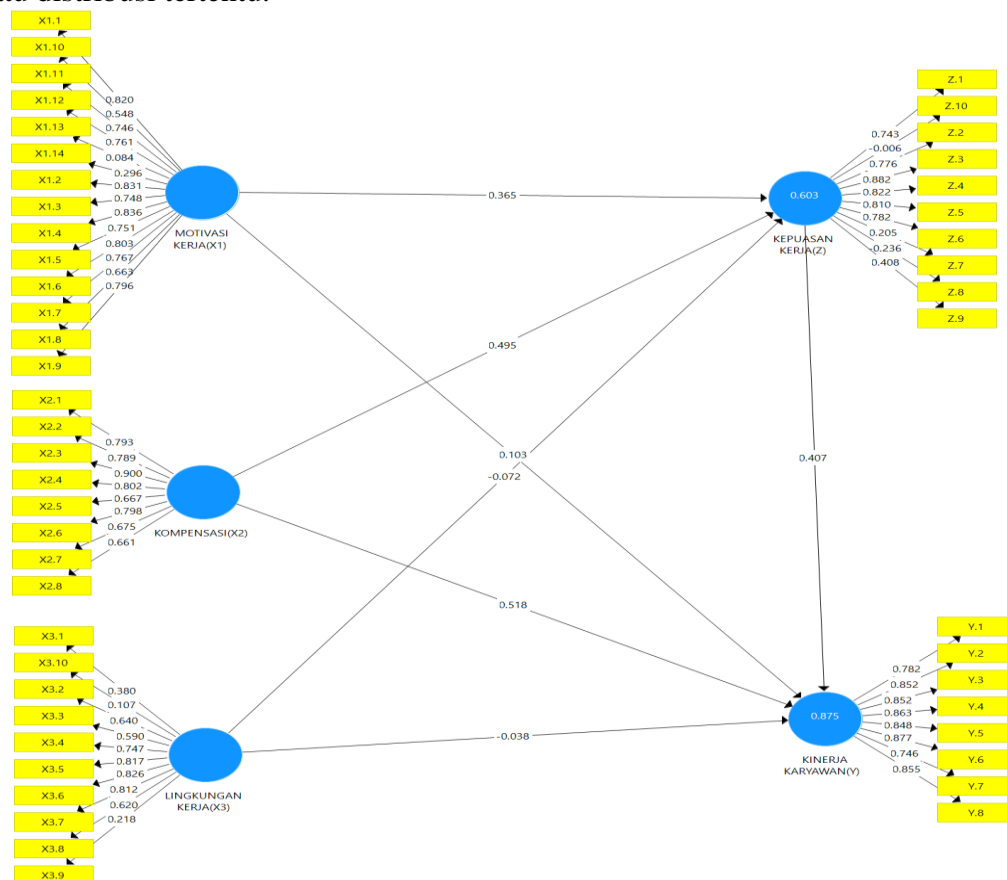 X1.1
X1.10
X1.11
X1.12
X1.13
X1.14
X1.2
X1.3
X1.4
X1.5
X1.6
X1.7
X1.8
X1.9
0.820
0.548
0.746
0.761
0.084
0.296
0.831
0.748
0.836
0.751
0.803
0.767
0.663
0.796
MOTIVASI
KERJA(X1)
X2.1
X2.2
X2.3
X2.4
X2.5
X2.6
X2.7
X2.8
0.793
0.789
0.900
0.802
0.667
0.798
0.675
0.661
KOMPENSASI(X2)
X3.1
X3.10
X3.2
X3.3
X3.4
X3.5
X3.6
X3.7
X3.8
X3.9
0.380
0.107
0.640
0.590
0.747
0.817
0.826
0.812
0.620
0.218
LINGKUNGAN
KERJA(X3)
0.365
0.495
0.103
-0.072
0.518
-0.038
0.407
0.603
KEPUASAN
KERJA(Z)
0.743
-0.006
0.776
0.882
0.822
0.810
0.782
0.205
-0.236
0.408
Z.1
Z.10
Z.2
Z.3
Z.4
Z.5
Z.6
Z.7
Z.8
Z.9
0.875
KINERJA
KARYAWAN(Y)
0.782
0.852
0.852
0.863
0.848
0.877
0.746
0.855
Y.1
Y.2
Y.3
Y.4
Y.5
Y.6
Y.7
Y.8